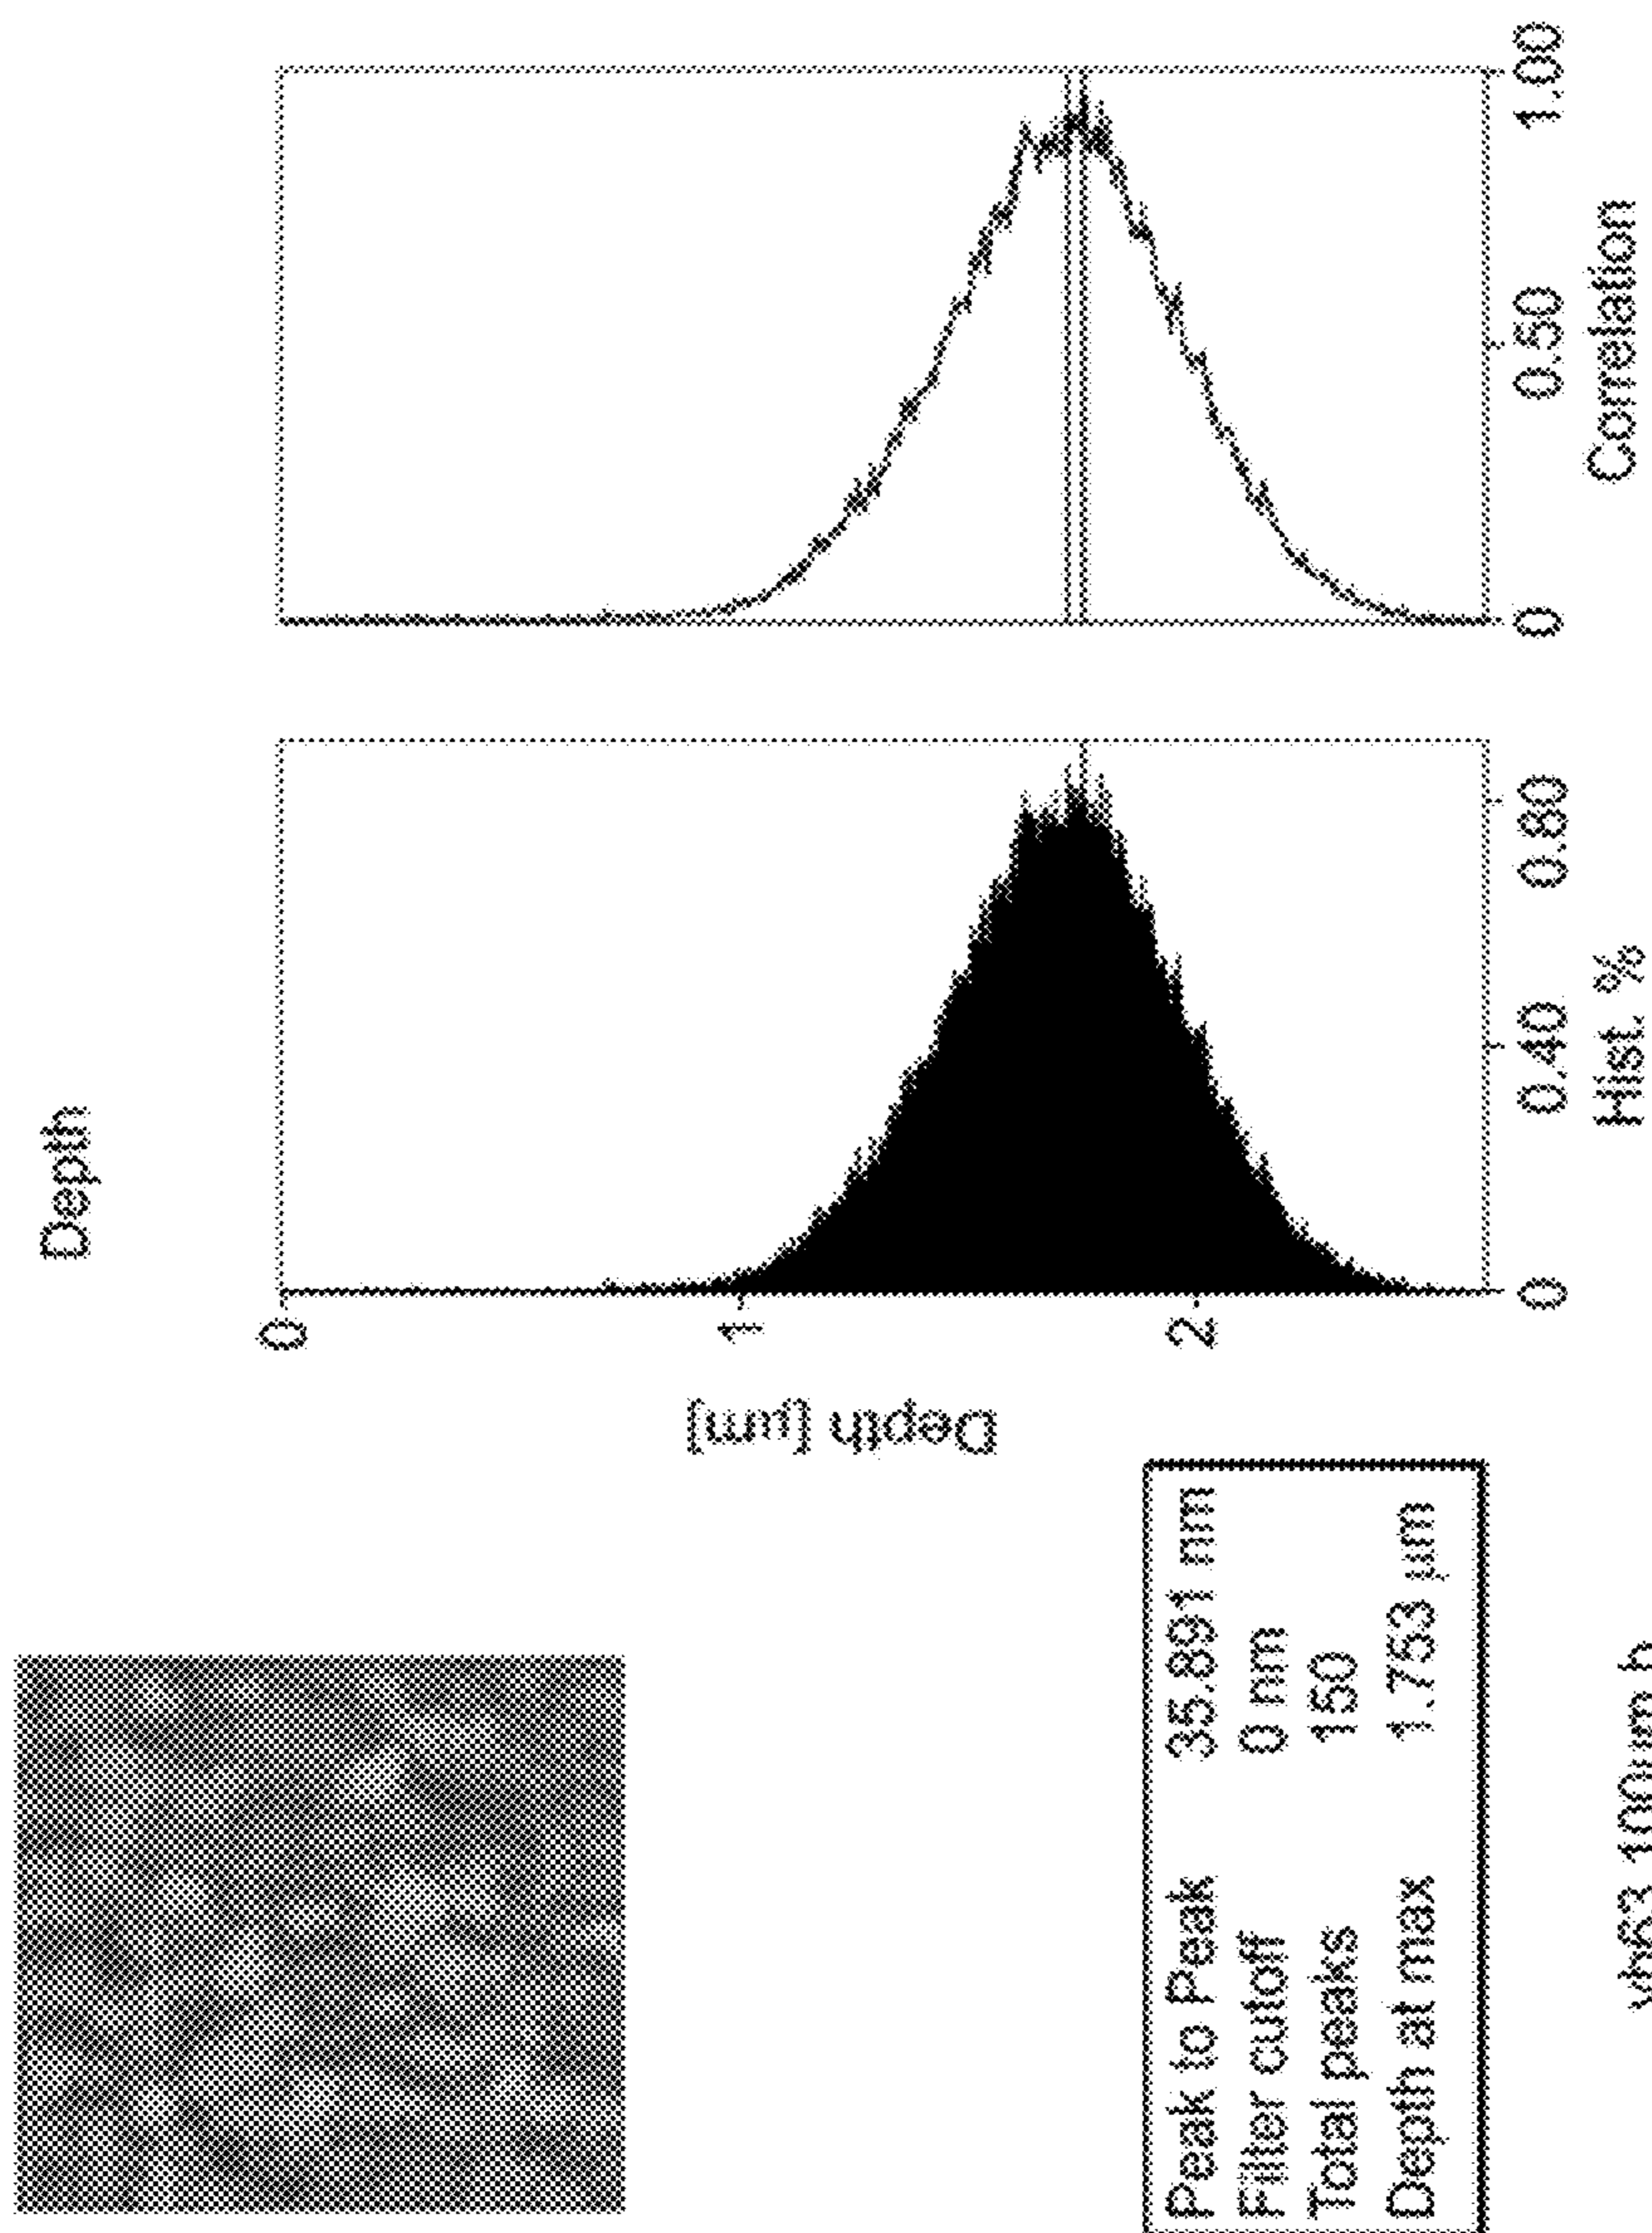 Depth
0
1
2
Depth [µm]
0
0.40
0.80
Hist. %
0
0.50
1.00
Correlation
Peak to Peak 35.891 nm
Filter cutoff 0 nm
Total peaks 150
Depth at max 1.753 µm